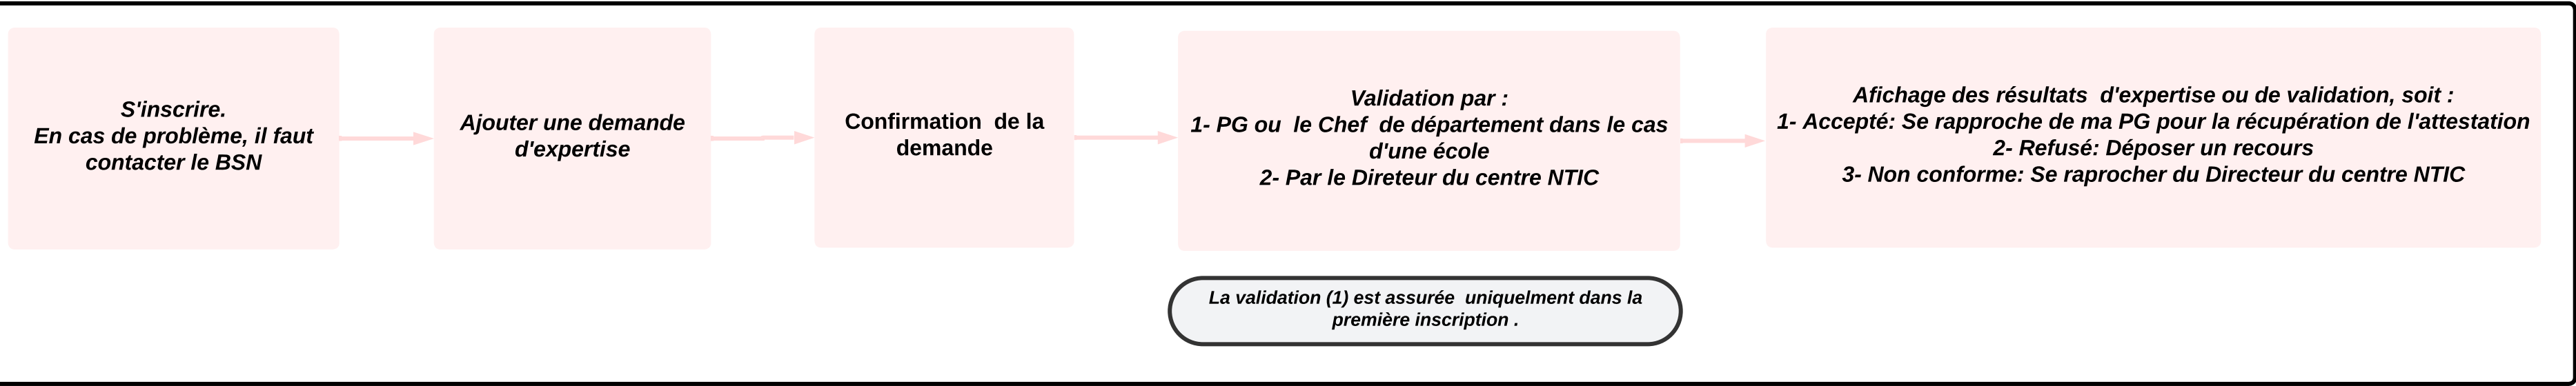 S'inscrire.
En cas de problème, il faut
contacter le BSN
Ajouter une demande
d'expertise
Confirmation  de la
demande
Validation par :
1- PG ou  le Chef  de département dans le cas
d'une école
2- Par le Direteur du centre NTIC
La validation (1) est assurée  uniquelment dans la
première inscription .
Afichage des résultats  d'expertise ou de validation, soit :
1- Accepté: Se rapproche de ma PG pour la récupération de l'attestation
2- Refusé: Déposer un recours
3- Non conforme: Se raprocher du Directeur du centre NTIC